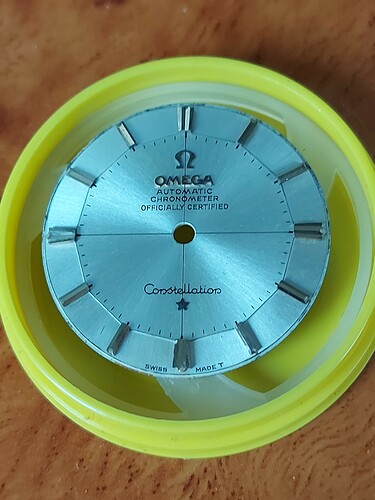 Ω
OMEGA
AUTOMATIC
CHRONOMETER
OFFICIALLY CERTIFIED
Constellation
SWISS MADE T